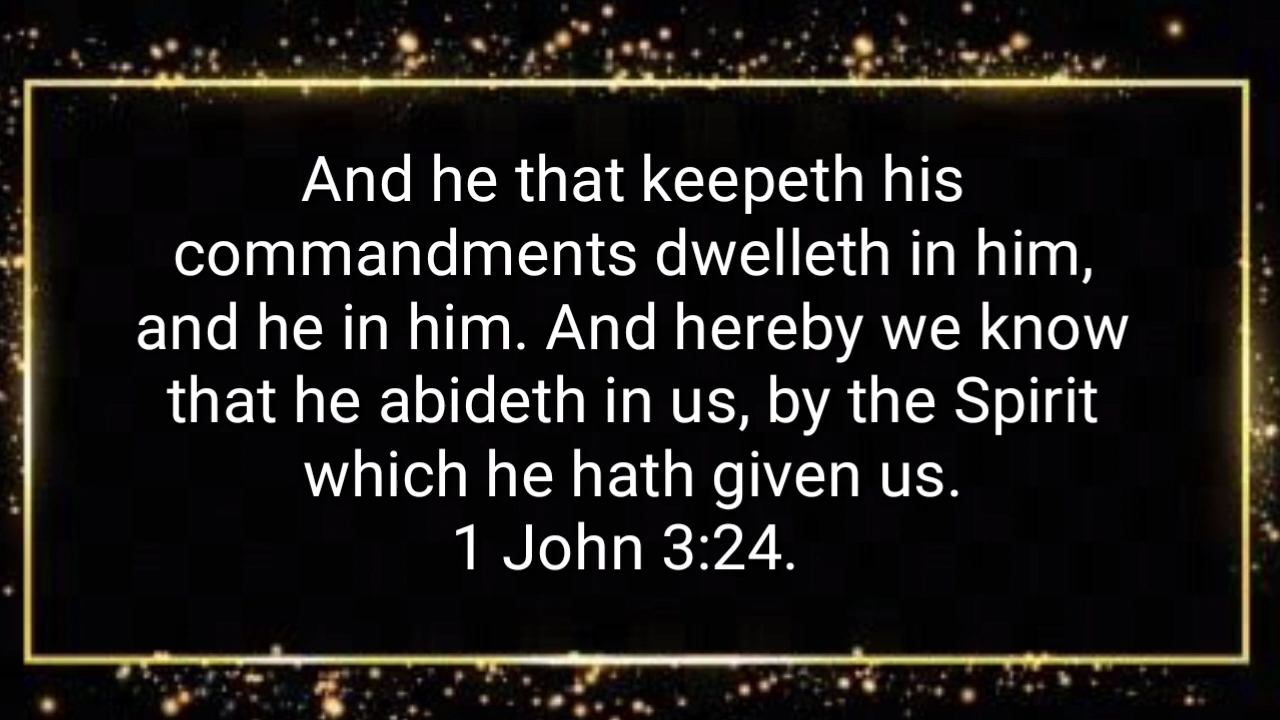 And he that keepeth his
commandments dwelleth in him,
and he in him. And hereby we know
that he abideth in us, by the Spirit
which he hath given us.
1 John 3:24.